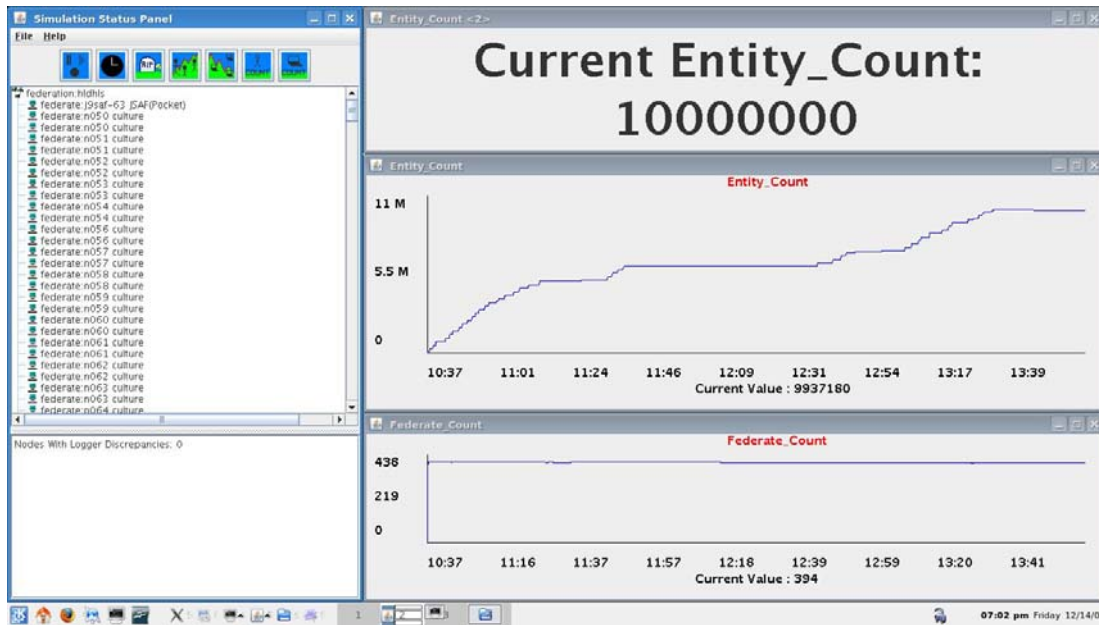 Simulation Status Panel
File Help
RIP
COUNT
COUNT
federation:hldhls
federate:j9saf-63 JSAF(Pocket)
federate:n050 culture
federate:n050 culture
federate:n051 culture
federate:n051 culture
federate:n052 culture
federate:n052 culture
federate:n053 culture
federate:n053 culture
federate:n054 culture
federate:n054 culture
federate:n056 culture
federate:n056 culture
federate:n057 culture
federate:n057 culture
federate:n058 culture
federate:n058 culture
federate:n059 culture
federate:n059 culture
federate:n060 culture
federate:n060 culture
federate:n061 culture
federate:n061 culture
federate:n062 culture
federate:n062 culture
federate:n063 culture
federate:n063 culture
federate:n064 culture
Nodes With Logger Discrepancies: 0
Entity_Count <2>
Current Entity_Count:
10000000
Entity_Count
Entity_Count
11 M
5.5 M
0
10:37 11:01 11:24 11:46 12:09 12:31 12:54 13:17 13:39
Current Value : 9937180
Federate_Count
Federate_Count
438
219
0
10:37 11:16 11:37 11:57 12:18 12:39 12:59 13:20 13:41
Current Value : 394
1 2
07:02 pm Friday 12/14/0